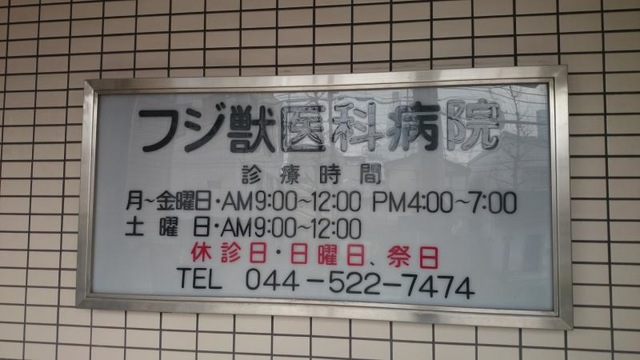 フジ獣医科病院
診療時間
月~金曜日・AM9:00~12:00 PM4:00~7:00
土曜日・AM9:00~12:00
休診日・日曜日、祭日
TEL 044-522-7474